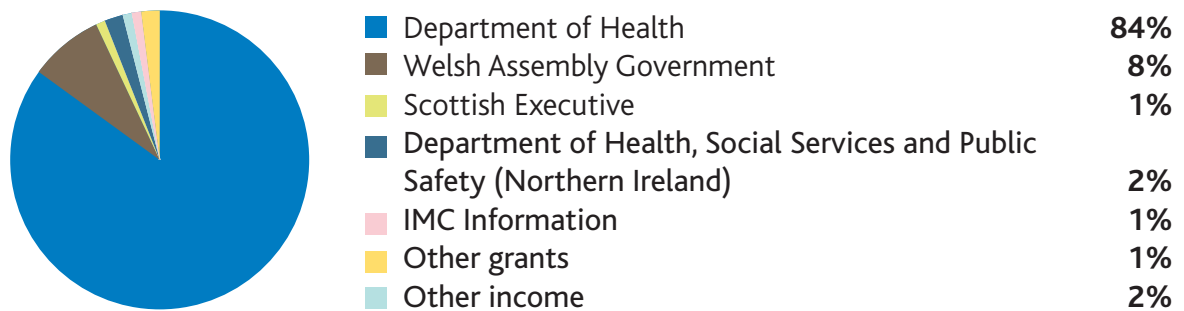 Department of Health 84%
Welsh Assembly Government 8%
Scottish Executive 1%
Department of Health, Social Services and Public
Safety (Northern Ireland) 2%
IMC Information 1%
Other grants 1%
Other income 2%